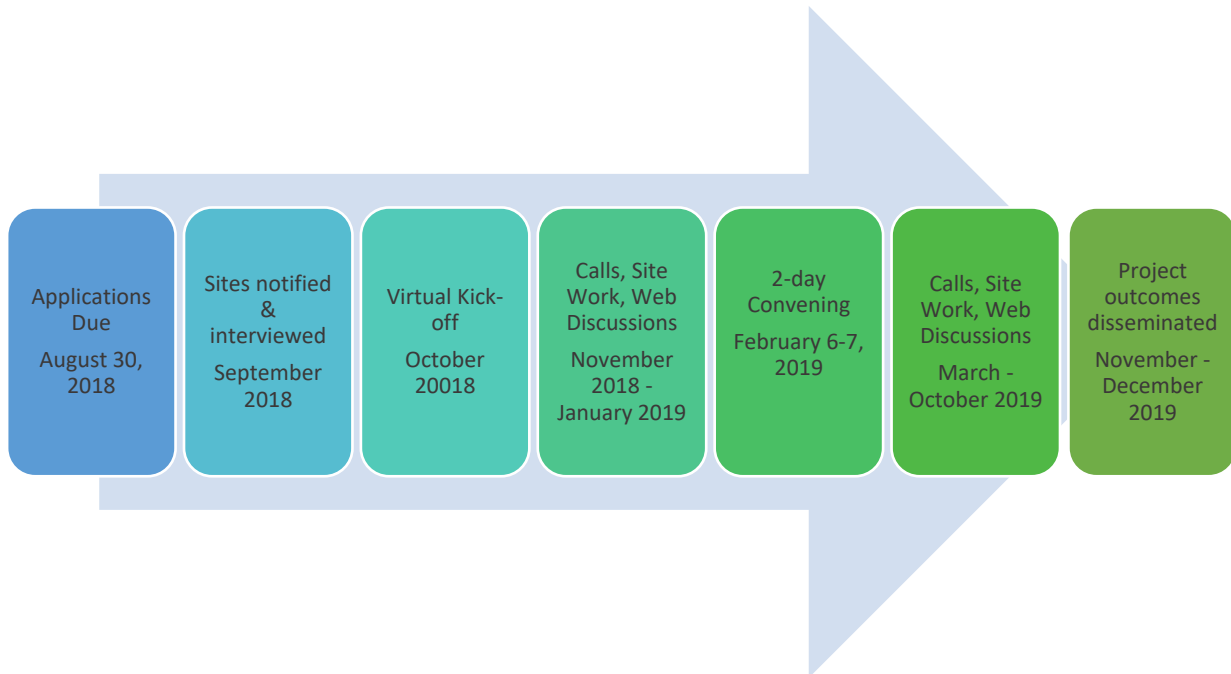 Applications
Due
August 30,
2018
Sites notified
&
interviewed
September
2018
Virtual Kick-
off
October
20018
Calls, Site
Work, Web
Discussions
November
2018 -
January 2019
2-day
Convening
February 6-7,
2019
Calls, Site
Work, Web
Discussions
March -
October 2019
Project
outcomes
disseminated
November -
December
2019